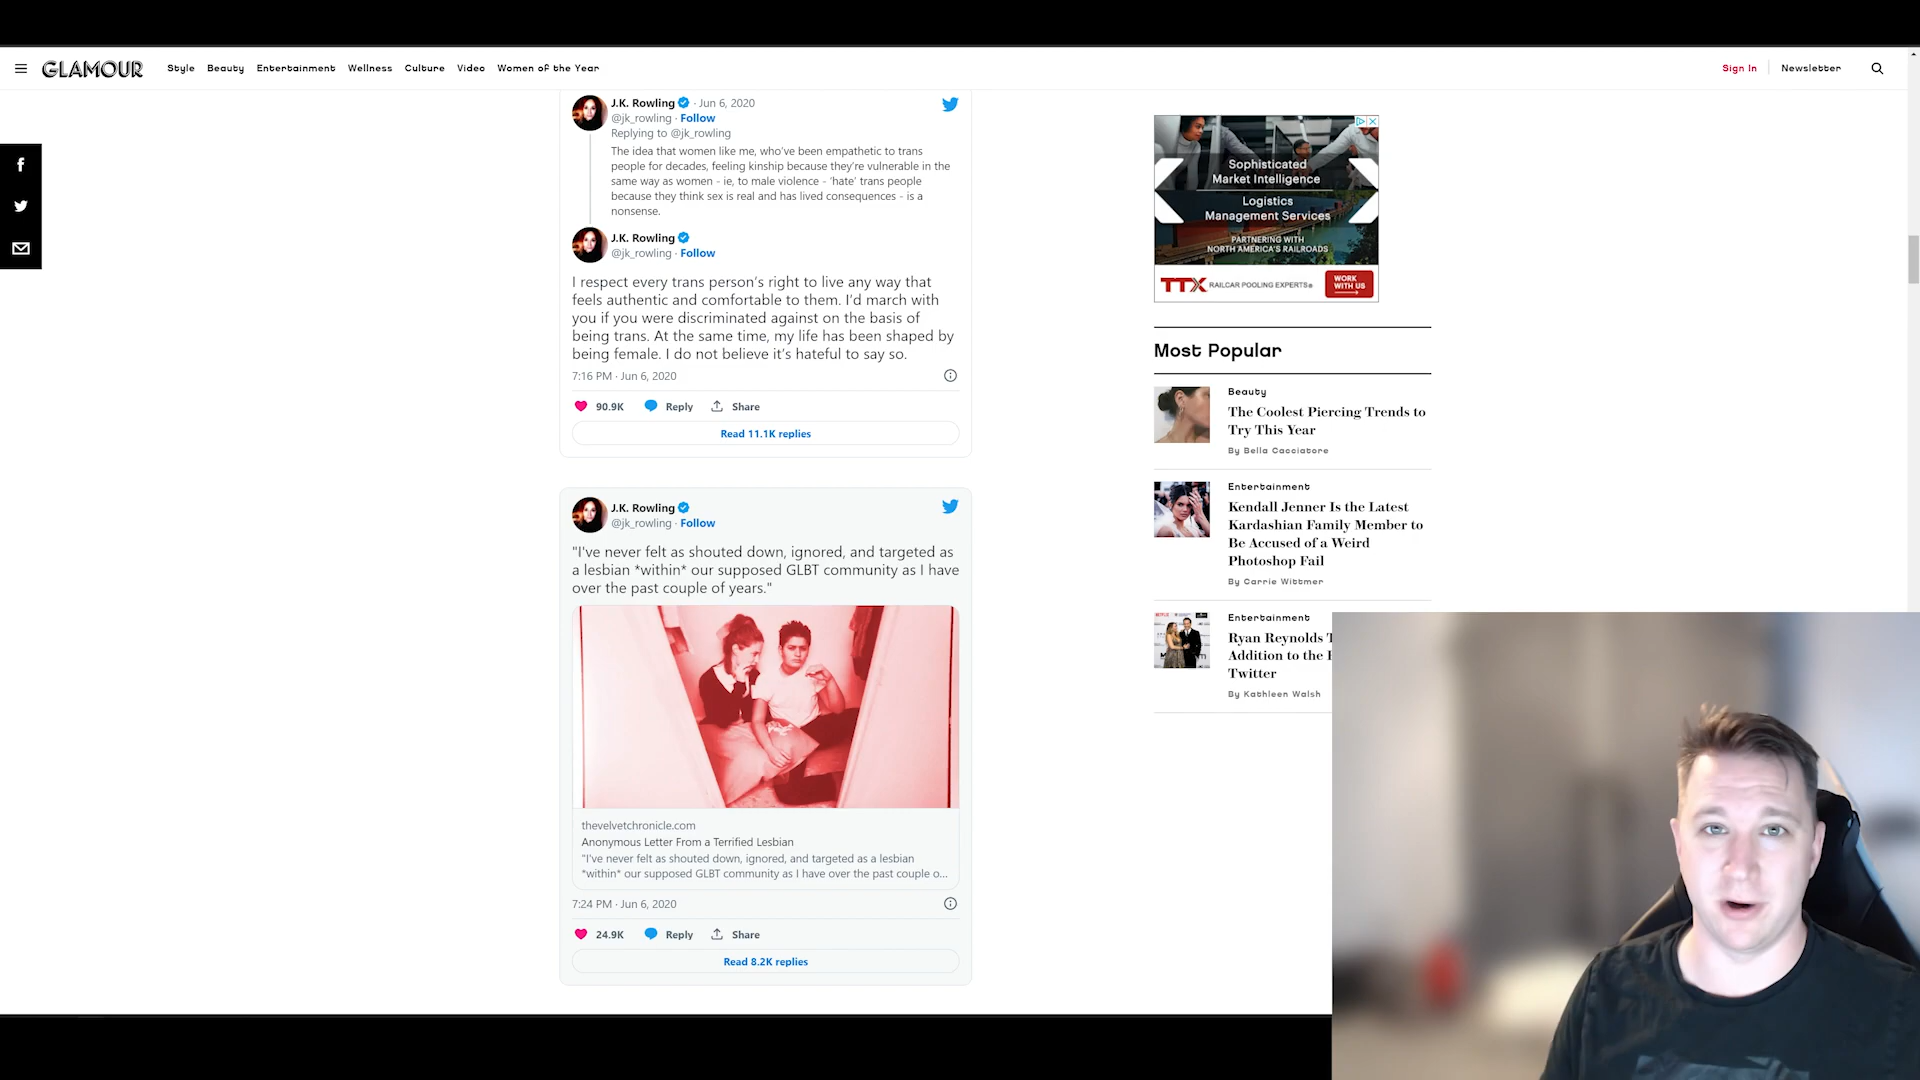 GLAMOUR
Style Beauty Entertainment Wellness Culture Video Women of the Year
Sign In Newsletter
J.K. Rowling · Jun 6, 2020
@jk_rowling · Follow
Replying to @jk_rowling
The idea that women like me, who've been empathetic to trans
people for decades, feeling kinship because they're vulnerable in the
same way as women - ie, to male violence - 'hate' trans people
because they think sex is real and has lived consequences - is a
nonsense.
J.K. Rowling
@jk_rowling · Follow
I respect every trans person's right to live any way that
feels authentic and comfortable to them. I'd march with
you if you were discriminated against on the basis of
being trans. At the same time, my life has been shaped by
being female. I do not believe it's hateful to say so.
7:16 PM · Jun 6, 2020
90.9K Reply Share
Read 11.1K replies
J.K. Rowling
@jk_rowling · Follow
"I've never felt as shouted down, ignored, and targeted as
a lesbian *within* our supposed GLBT community as I have
over the past couple of years."
thevelvetchronicle.com
Anonymous Letter From a Terrified Lesbian
"I've never felt as shouted down, ignored, and targeted as a lesbian
*within* our supposed GLBT community as I have over the past couple o...
7:24 PM · Jun 6, 2020
24.9K Reply Share
Read 8.2K replies
Sophisticated
Market Intelligence
Logistics
Management Services
PARTNERING WITH
NORTH AMERICA'S RAILROADS
TTX RAILCAR POOLING EXPERTS®
WORK
WITH US
Most Popular
Beauty
The Coolest Piercing Trends to
Try This Year
By Bella Cacciatore
Entertainment
Kendall Jenner Is the Latest
Kardashian Family Member to
Be Accused of a Weird
Photoshop Fail
By Carrie Wittmer
Entertainment
Ryan Reynolds
Addition to the
Twitter
By Kathleen Walsh